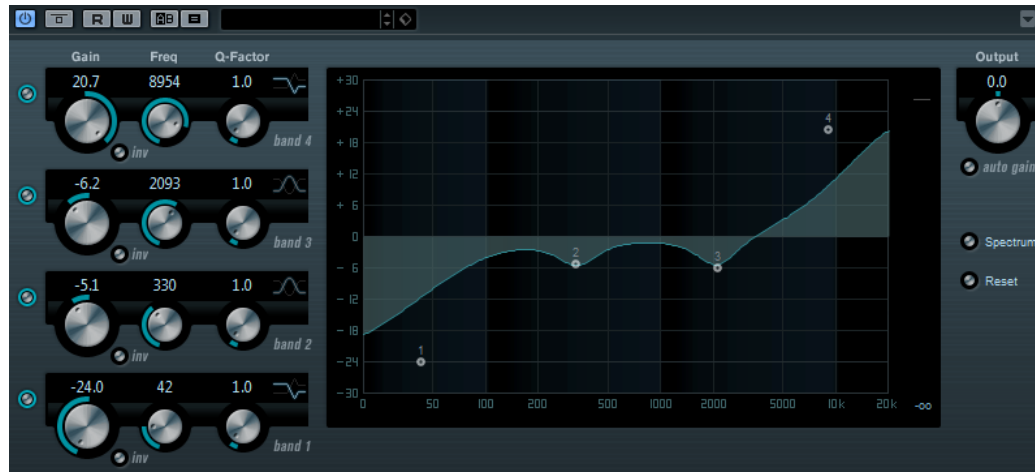 R W AB =
Gain Freq Q-Factor
20.7 8954 1.0
inv band 4
-6.2 2093 1.0
inv band 3
-5.1 330 1.0
inv band 2
-24.0 42 1.0
inv band 1
+30
+24
+18
+12
+6
0
-6
-12
-18
-24
-30
1
2
3
4
0 50 100 200 500 1000 2000 5000 10k 20k -oo
Output
0.0
auto gain
Spectrum
Reset